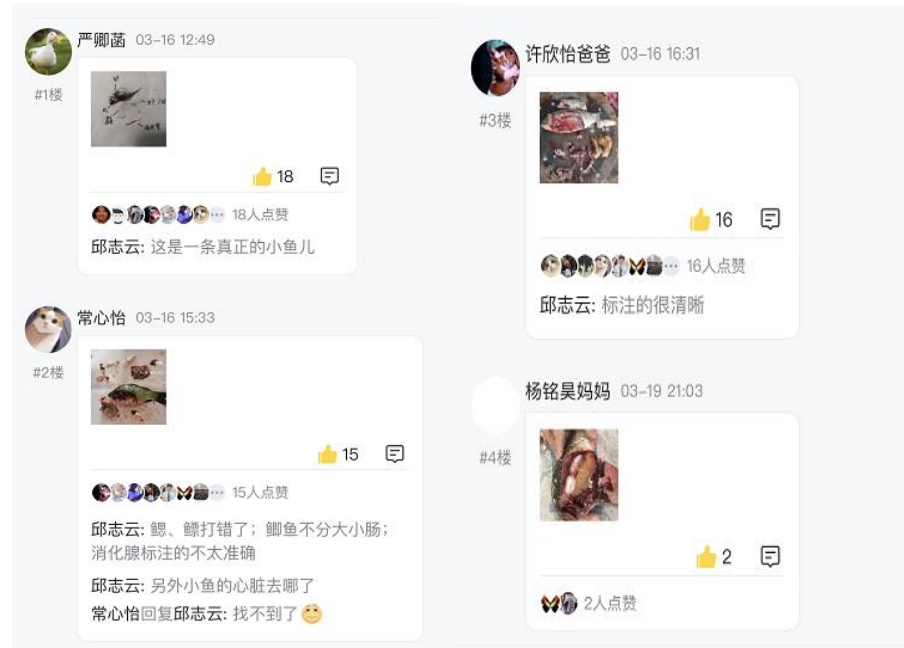 严卿菡 03-16 12:49
#1楼
18
18人点赞
邱志云: 这是一条真正的小鱼儿
常心怡 03-16 15:33
#2楼
15
15人点赞
邱志云: 鳃、鳔打错了；鲫鱼不分大小肠；
消化腺标注的不太准确
邱志云: 另外小鱼的心脏去哪了
常心怡回复邱志云: 找不到了
许欣怡爸爸 03-16 16:31
#3楼
16
16人点赞
邱志云: 标注的很清晰
杨铭昊妈妈 03-19 21:03
#4楼
2
2人点赞